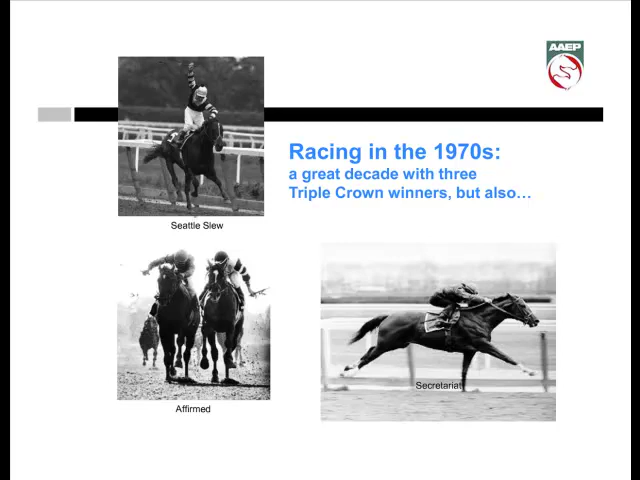 AAEP
Racing in the 1970s:
a great decade with three
Triple Crown winners, but also…
Seattle Slew
Affirmed
Secretariat